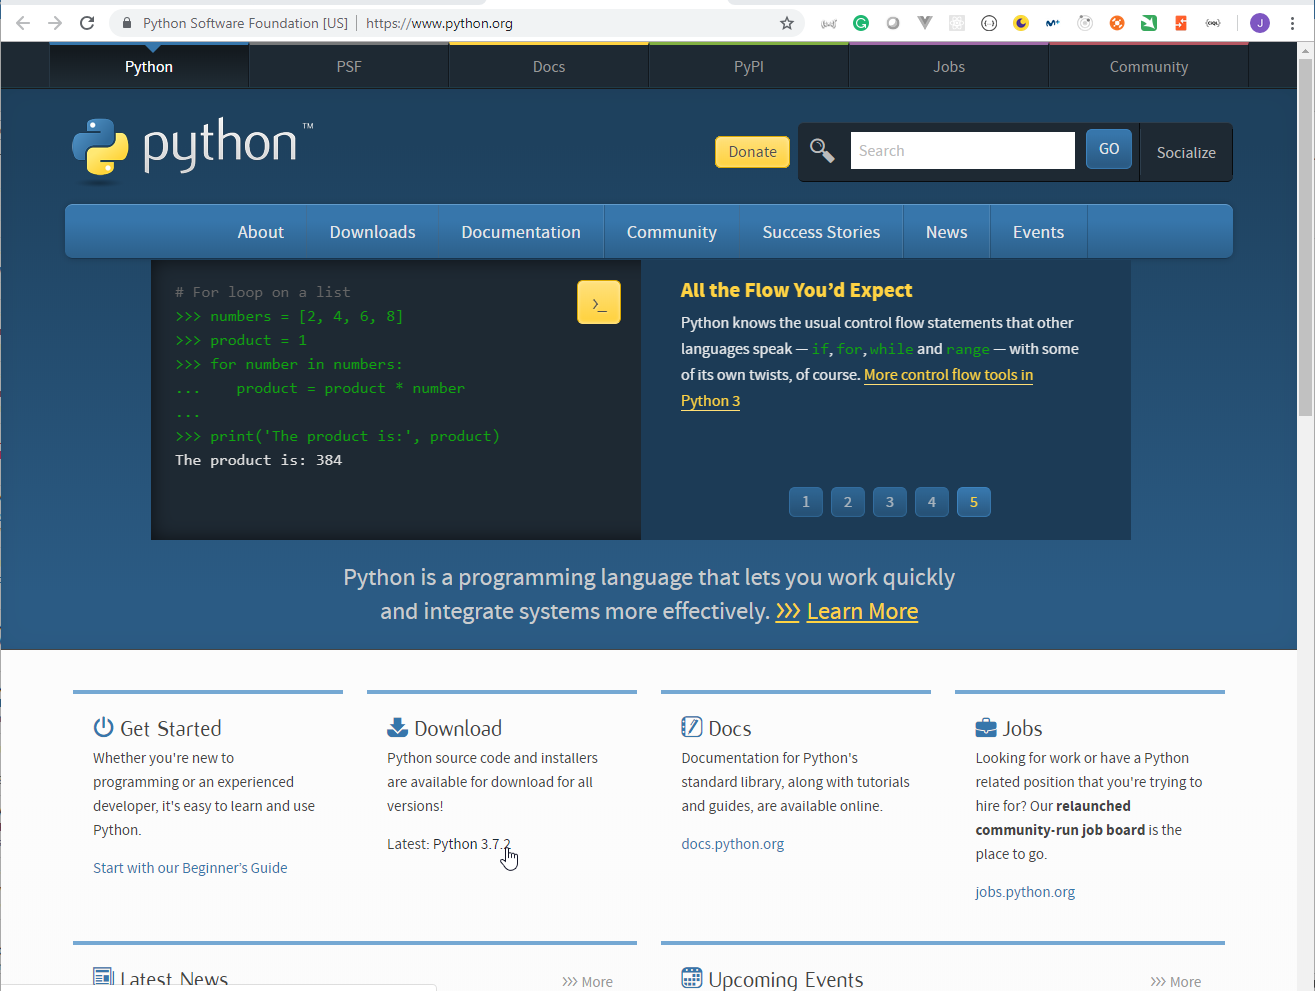 Python Software Foundation [US] | https://www.python.org
J
Python PSF Docs PyPI Jobs Community
python™
Donate Search GO Socialize
About Downloads Documentation Community Success Stories News Events
# For loop on a list
>>> numbers = [2, 4, 6, 8]
>>> product = 1
>>> for number in numbers:
...    product = product * number
...
>>> print('The product is:', product)
The product is: 384
>_
All the Flow You’d Expect
Python knows the usual control flow statements that other
languages speak — if, for, while and range — with some
of its own twists, of course. More control flow tools in
Python 3
1 2 3 4 5
Python is a programming language that lets you work quickly
and integrate systems more effectively. >>> Learn More
Get Started
Whether you're new to
programming or an experienced
developer, it's easy to learn and use
Python.
Start with our Beginner’s Guide
Download
Python source code and installers
are available for download for all
versions!
Latest: Python 3.7.2
Docs
Documentation for Python's
standard library, along with tutorials
and guides, are available online.
docs.python.org
Jobs
Looking for work or have a Python
related position that you're trying to
hire for? Our relaunched
community-run job board is the
place to go.
jobs.python.org
Latest News
>>> More
Upcoming Events
>>> More